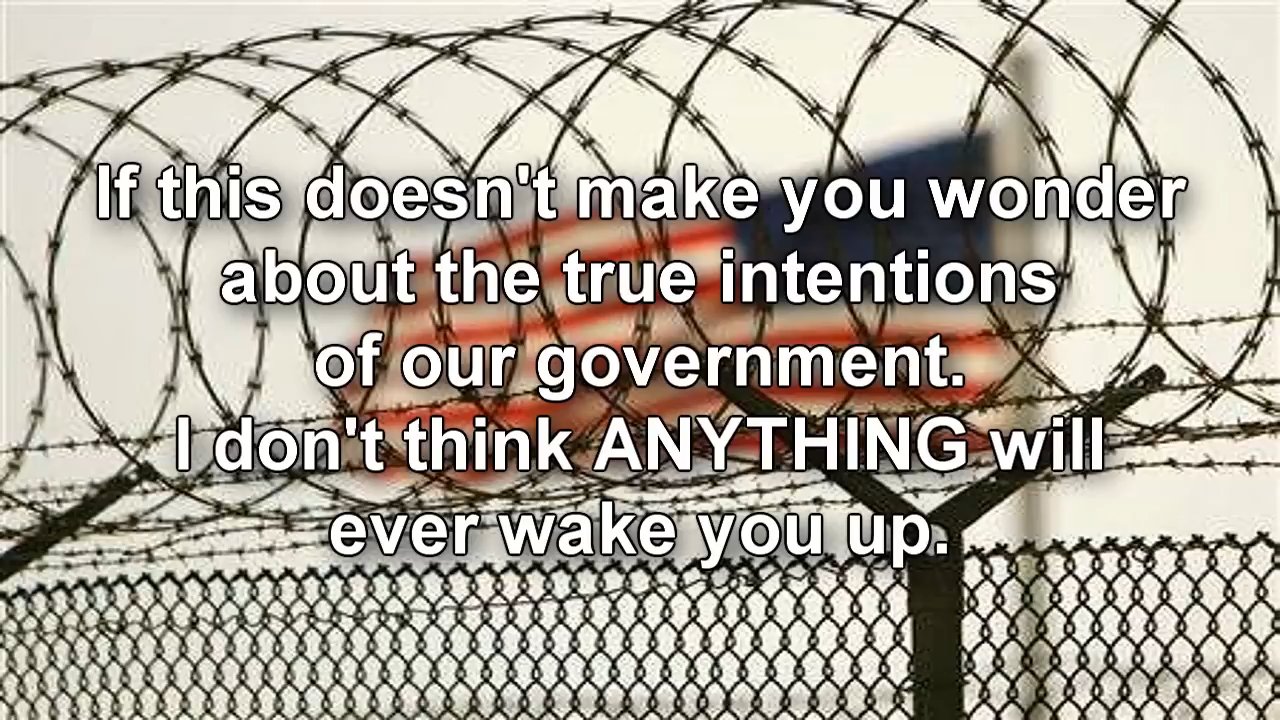 If this doesn't make you wonder
about the true intentions
of our government.
I don't think ANYTHING will
ever wake you up.